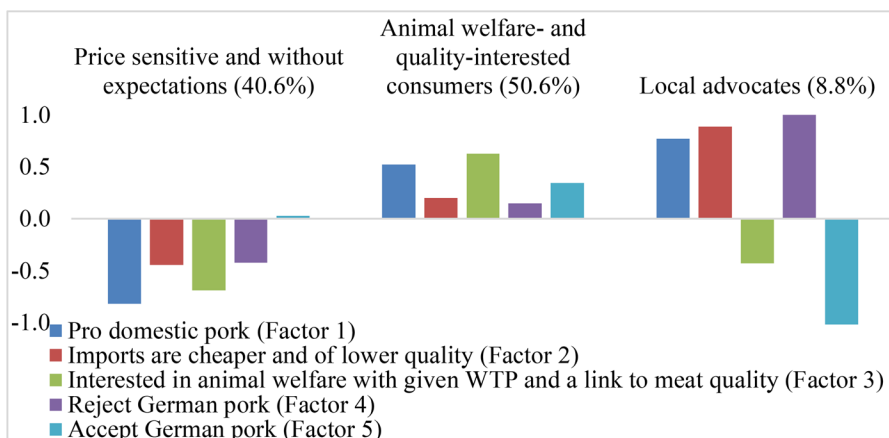 Price sensitive and without
expectations (40.6%)
Animal welfare- and
quality-interested
consumers (50.6%)
Local advocates (8.8%)
1.0
0.5
0.0
-0.5
-1.0
Pro domestic pork (Factor 1)
Imports are cheaper and of lower quality (Factor 2)
Interested in animal welfare with given WTP and a link to meat quality (Factor 3)
Reject German pork (Factor 4)
Accept German pork (Factor 5)